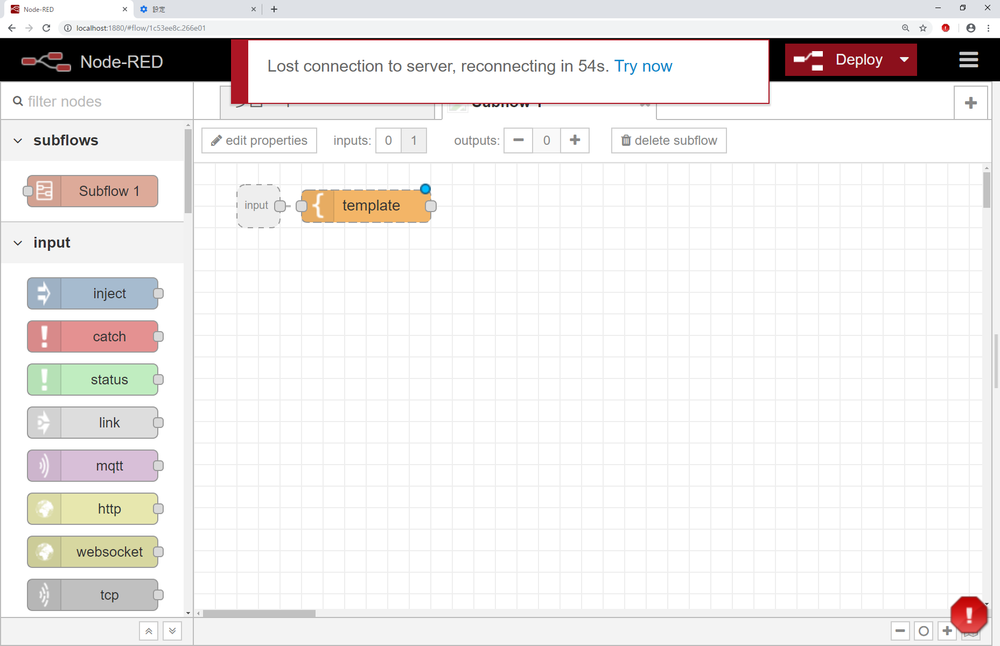 Node-RED
設定
localhost:1880/#flow/1c53ee8c.266e01
Node-RED
Lost connection to server, reconnecting in 54s. Try now
Deploy
filter nodes
Subflow 1
subflows
edit properties
inputs: 0 1
outputs: 0
delete subflow
Subflow 1
input
template
input
inject
catch
status
link
mqtt
http
websocket
tcp